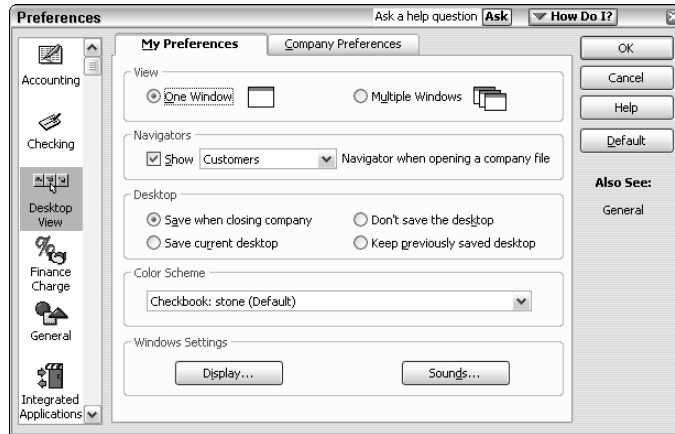 Preferences
Ask a help question Ask How Do I?
My Preferences Company Preferences
Accounting
Checking
Desktop
View
Finance
Charge
General
Integrated
Applications
View
One Window Multiple Windows
Navigators
Show Customers Navigator when opening a company file
Desktop
Save when closing company Don't save the desktop
Save current desktop Keep previously saved desktop
Color Scheme
Checkbook: stone (Default)
Windows Settings
Display... Sounds...
OK
Cancel
Help
Default
Also See:
General